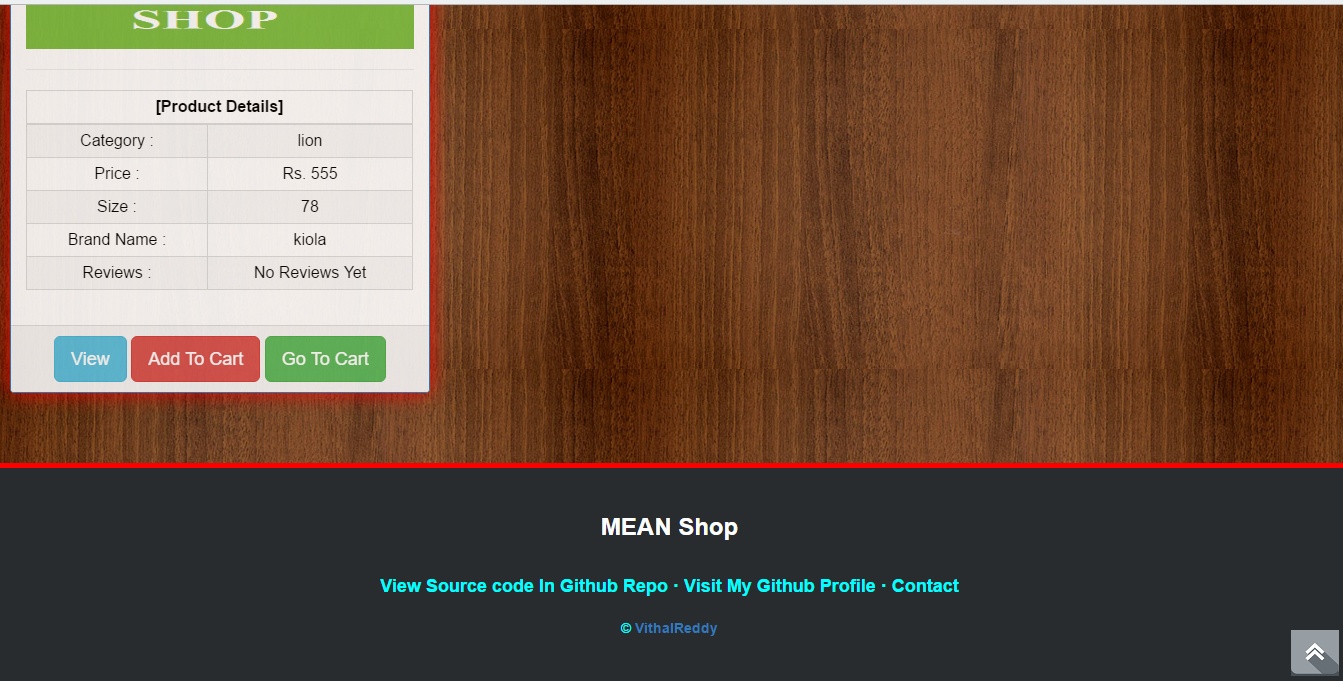 SHOP
[Product Details]
Category : lion
Price : Rs. 555
Size : 78
Brand Name : kiola
Reviews : No Reviews Yet
View Add To Cart Go To Cart
MEAN Shop
View Source code In Github Repo · Visit My Github Profile · Contact
© VithalReddy